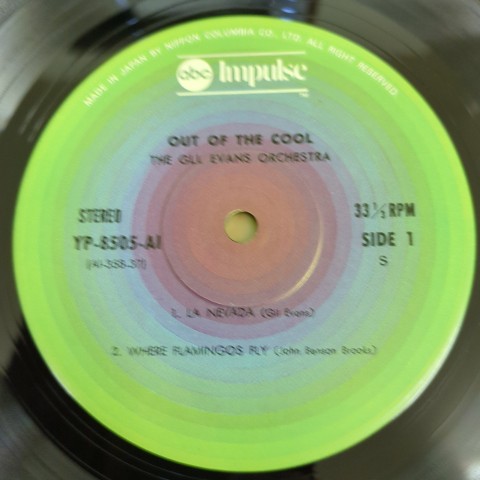 MADE IN JAPAN BY NIPPON COLUMBIA CO., LTD. ALL RIGHT RESERVED
abc Impulse
TM
OUT OF THE COOL
THE GIL EVANS ORCHESTRA
STEREO
33⅓ RPM
YP-8505-AI
SIDE 1
S
1. LA NEVADA (Gil Evans)
2. WHERE FLAMINGOS FLY (John Benson Brooks)